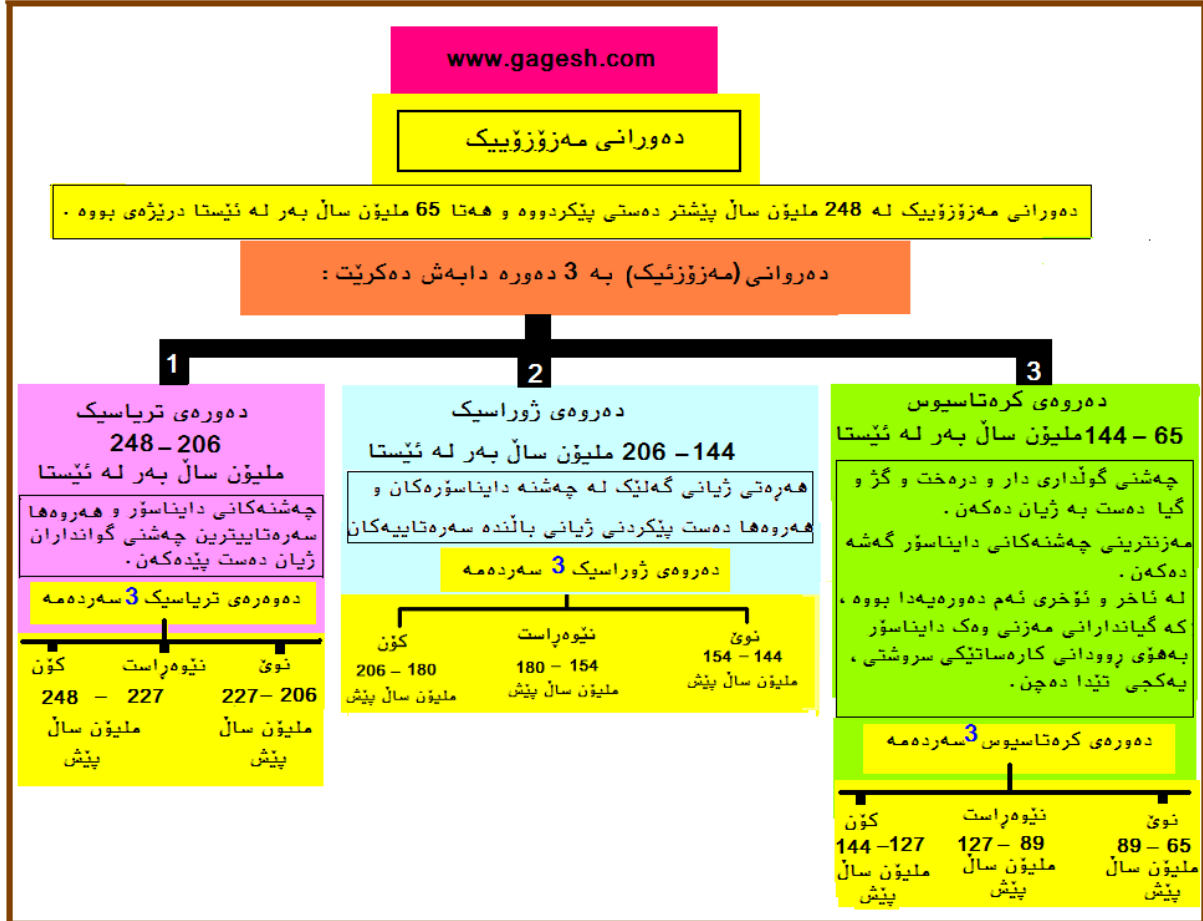 www.gagesh.com
دەورانی مەزۆزۆییک
دەورانی مەزۆزۆییک لە 248 ملیۆن ساڵ پێشتر دەستی پێکردووە و هەتا 65 ملیۆن ساڵ بەر لە ئێستا درێژەی بووە .
دەروانی (مەزۆزئیک) بە 3 دەورە دابەش دەکرێت :
1
دەورەی تریاسیک
248 – 206
ملیۆن ساڵ بەر لە ئێستا
چەشنەکانی دایناسۆر و هەروەها
سەرەتاییترین چەشنی گوانداران
ژیان دەست پێدەکەن .
دەوەرەی تریاسیک 3 سەردەمە
کۆن
248 – 227
ملیۆن ساڵ
پێش
نێوەڕاست
نوێ
227 – 206
ملیۆن ساڵ
پێش
2
دەروەی ژوراسیک
206 – 144 ملیۆن ساڵ بەر لە ئێستا
هەرەتی ژیانی گەلێک لە چەشنە دایناسۆرەکان و
هەروەها دەست پێکردنی ژیانی باڵندە سەرەتاییەکان
دەروەی ژوراسیک 3 سەردەمە
کۆن
206 – 180
ملیۆن ساڵ پێش
نێوەڕاست
180 – 154
ملیۆن ساڵ پێش
نوێ
154 – 144
ملیۆن ساڵ پێش
3
دەروەی کرەتاسیوس
144 – 65 ملیۆن ساڵ بەر لە ئێستا
چەشنی گوڵداری دار و درەخت و گژ و
گیا دەست بە ژیان دەکەن .
مەزنترینی چەشنەکانی دایناسۆر گەشە
دەکەن .
لە ئاخر و ئۆخری ئەم دەورەیەدا بووە ،
کە گیاندارانی مەزنی وەک دایناسۆر
بەهۆی ڕوودانی کارەساتێکی سروشتی ،
یەکجی تێدا دەچن .
دەورەی کرەتاسیوس 3 سەردەمە
کۆن
144 – 127
ملیۆن ساڵ
پێش
نێوەڕاست
127 – 89
ملیۆن ساڵ
پێش
نوێ
89 – 65
ملیۆن ساڵ
پێش